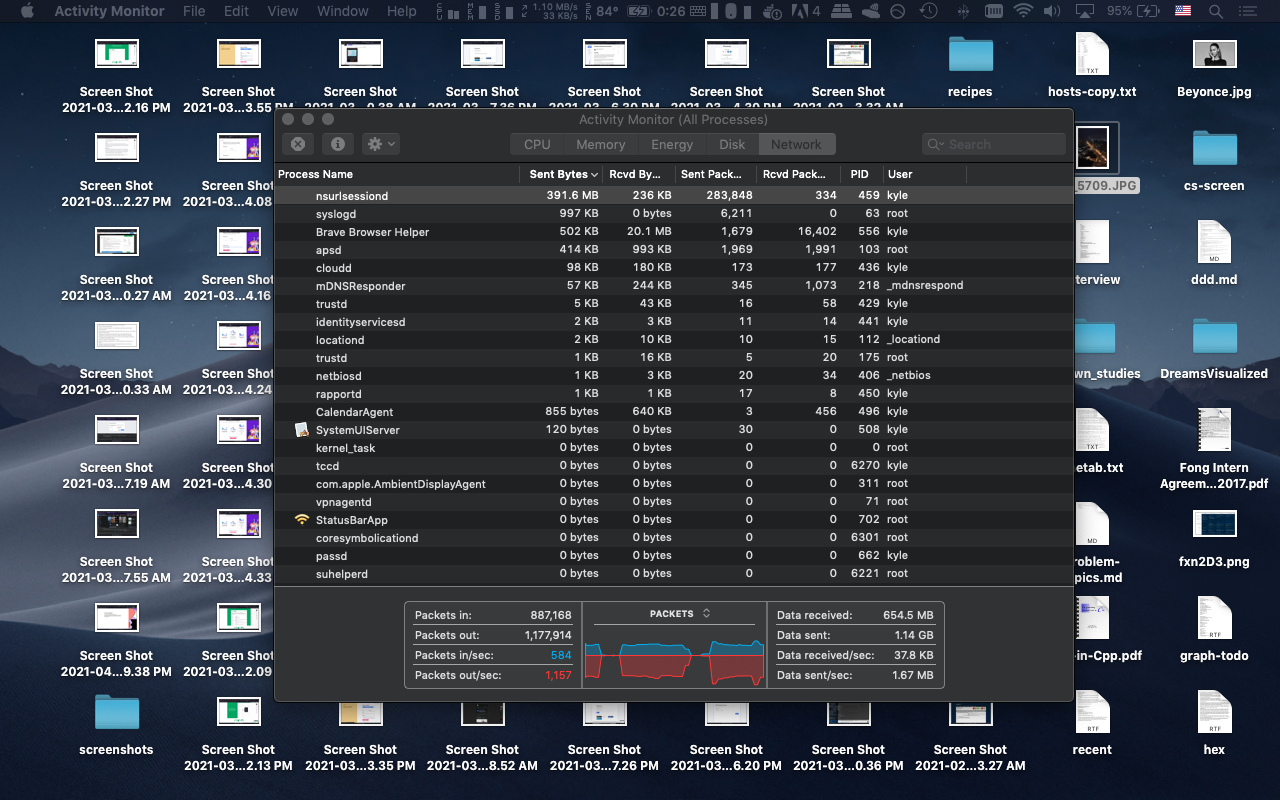 Activity Monitor File Edit View Window Help 1.10 MB/s 84° 0:26 4 95%
33 KB/s
Screen Shot Screen Shot Screen Shot Screen Shot Screen Shot Screen Shot Screen Shot recipes hosts-copy.txt Beyonce.jpg
2021-03...2.16 PM 2021-03...3.55 PM 2021-03...0.38 AM 2021-03...7.36 PM 2021-03...6.30 PM 2021-03...4.30 PM 2021-02...3.32 AM
Activity Monitor (All Processes)
CPU Memory Energy Disk Network Search
Process Name Sent Bytes Rcvd By... Sent Pack... Rcvd Pack... PID User
nsurlsessiond 391.6 MB 236 KB 283,848 334 459 kyle
syslogd 997 KB 0 bytes 6,211 0 63 root
Brave Browser Helper 502 KB 20.1 MB 1,679 16,402 556 kyle
apsd 414 KB 993 KB 1,969 1,991 103 root
cloudd 98 KB 180 KB 173 177 436 kyle
mDNSResponder 57 KB 244 KB 345 1,073 218 _mdnsrespond
trustd 5 KB 43 KB 16 58 429 kyle
identityservicesd 2 KB 3 KB 11 14 441 kyle
locationd 2 KB 10 KB 10 15 112 _locationd
trustd 1 KB 16 KB 5 20 175 root
netbiosd 1 KB 3 KB 20 34 406 _netbios
rapportd 1 KB 1 KB 17 8 450 kyle
CalendarAgent 855 bytes 640 KB 3 456 496 kyle
SystemUIServer 120 bytes 0 bytes 30 0 508 kyle
kernel_task 0 bytes 0 bytes 0 0 0 root
tccd 0 bytes 0 bytes 0 0 6270 kyle
com.apple.AmbientDisplayAgent 0 bytes 0 bytes 0 0 311 root
vpnagentd 0 bytes 0 bytes 0 0 71 root
StatusBarApp 0 bytes 0 bytes 0 0 702 root
coresymbolicationd 0 bytes 0 bytes 0 0 6301 root
passd 0 bytes 0 bytes 0 0 662 kyle
suhelperd 0 bytes 0 bytes 0 0 6221 root
Packets in: 887,168 PACKETS Data received: 654.5 MB
Packets out: 1,177,914 Data sent: 1.14 GB
Packets in/sec: 584 Data received/sec: 37.8 KB
Packets out/sec: 1,157 Data sent/sec: 1.67 MB
Screen Shot Screen Shot _5709.JPG cs-screen
2021-03...2.27 PM 2021-03...4.08
Screen Shot Screen Shot terview ddd.md
2021-03...0.27 AM 2021-03...4.16
Screen Shot Screen Shot wn_studies DreamsVisualized
2021-03...0.33 AM 2021-03...4.24
Screen Shot Screen Shot etab.txt Fong Intern
2021-03...7.19 AM 2021-03...4.30 Agreem...2017.pdf
Screen Shot Screen Shot roblem- fxn2D3.png
2021-03...7.55 AM 2021-03...4.33 pics.md
Screen Shot Screen Shot -in-Cpp.pdf graph-todo
2021-04...9.38 PM 2021-03...2.09
screenshots Screen Shot Screen Shot Screen Shot Screen Shot Screen Shot Screen Shot Screen Shot recent hex
2021-03...2.13 PM 2021-03...3.35 PM 2021-03...8.52 AM 2021-03...7.26 PM 2021-03...6.20 PM 2021-03...0.36 PM 2021-02...3.27 AM
TXT
MD
TXT
MD
RTF
RTF
RTF